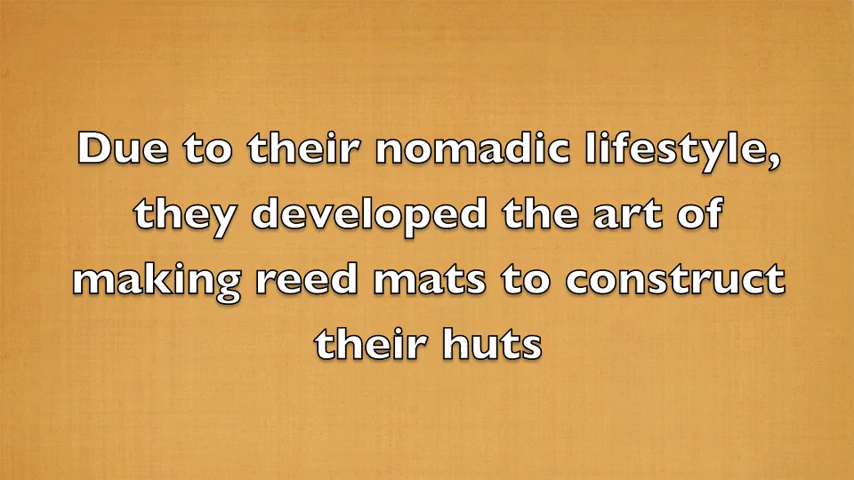 Due to their nomadic lifestyle,
they developed the art of
making reed mats to construct
their huts